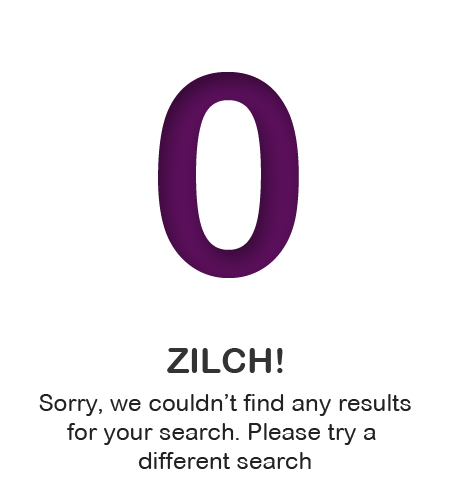 0
ZILCH!
Sorry, we couldn’t find any results
for your search. Please try a
different search